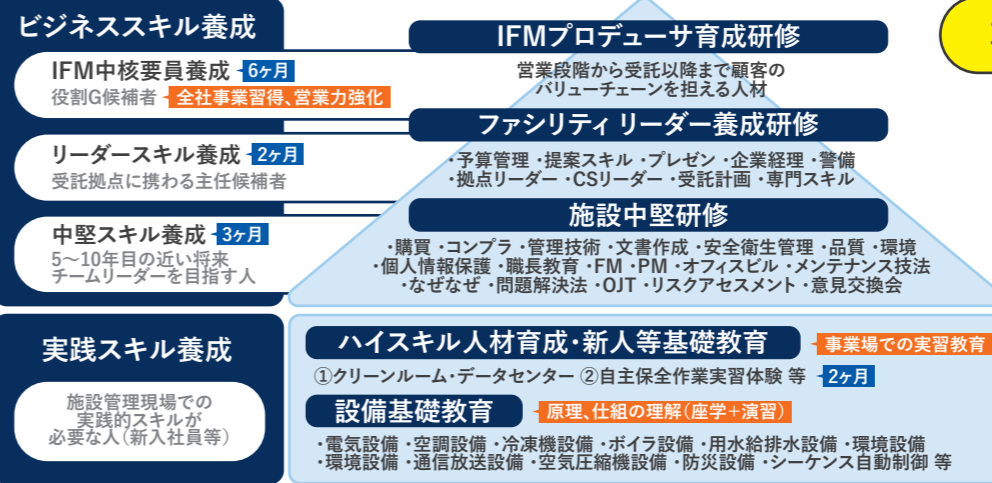 ビジネススキル養成
IFM中核要員養成 6ヶ月
役割G候補者 全社事業習得、営業力強化
リーダースキル養成 2ヶ月
受託拠点に携わる主任候補者
中堅スキル養成 3ヶ月
5〜10年目の近い将来
チームリーダーを目指す人
IFMプロデューサ育成研修
営業段階から受託以降まで顧客の
バリューチェーンを担える人材
ファシリティリーダー養成研修
・予算管理 ・提案スキル ・プレゼン ・企業経理 ・警備
・拠点リーダー ・CSリーダー ・受託計画 ・専門スキル
施設中堅研修
・購買 ・コンプラ ・管理技術 ・文書作成 ・安全衛生管理 ・品質 ・環境
・個人情報保護 ・職長教育 ・FM ・PM ・オフィスビル ・メンテナンス技法
・なぜなぜ ・問題解決法 ・OJT ・リスクアセスメント ・意見交換会
実践スキル養成
施設管理現場での
実践的スキルが
必要な人(新入社員等)
ハイスキル人材育成・新人等基礎教育 事業場での実習教育
①クリーンルーム・データセンター ②自主保全作業実習体験 等 2ヶ月
設備基礎教育 原理、仕組の理解(座学+演習)
・電気設備 ・空調設備 ・冷凍機設備 ・ボイラ設備 ・用水給排水設備 ・環境設備
・環境設備 ・通信放送設備 ・空気圧縮機設備 ・防災設備 ・シーケンス自動制御 等